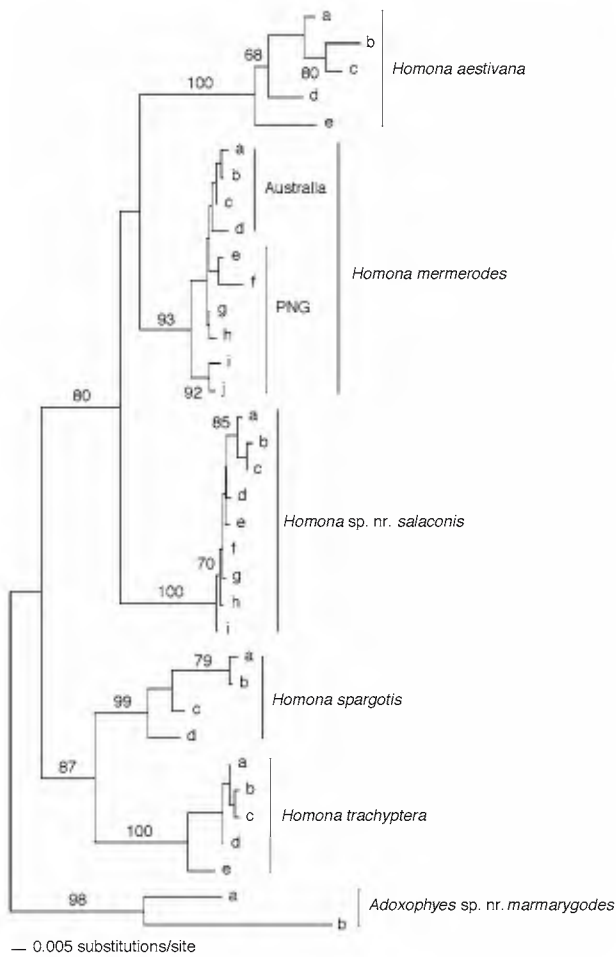 a
b
68
80
c
Homona aestivana
100
d
e
a
b
Australia
c
d
e
Homona mermerodes
f
PNG
g
93
h
i
92
j
80
a
85
b
c
d
Homona sp. nr. salaconis
e
f
70
g
100
h
i
a
79
b
Homona spargotis
99
c
d
a
87
b
c
Homona trachyptera
100
d
e
98
a
Adoxophyes sp. nr. marmarygodes
b
0.005 substitutions/site